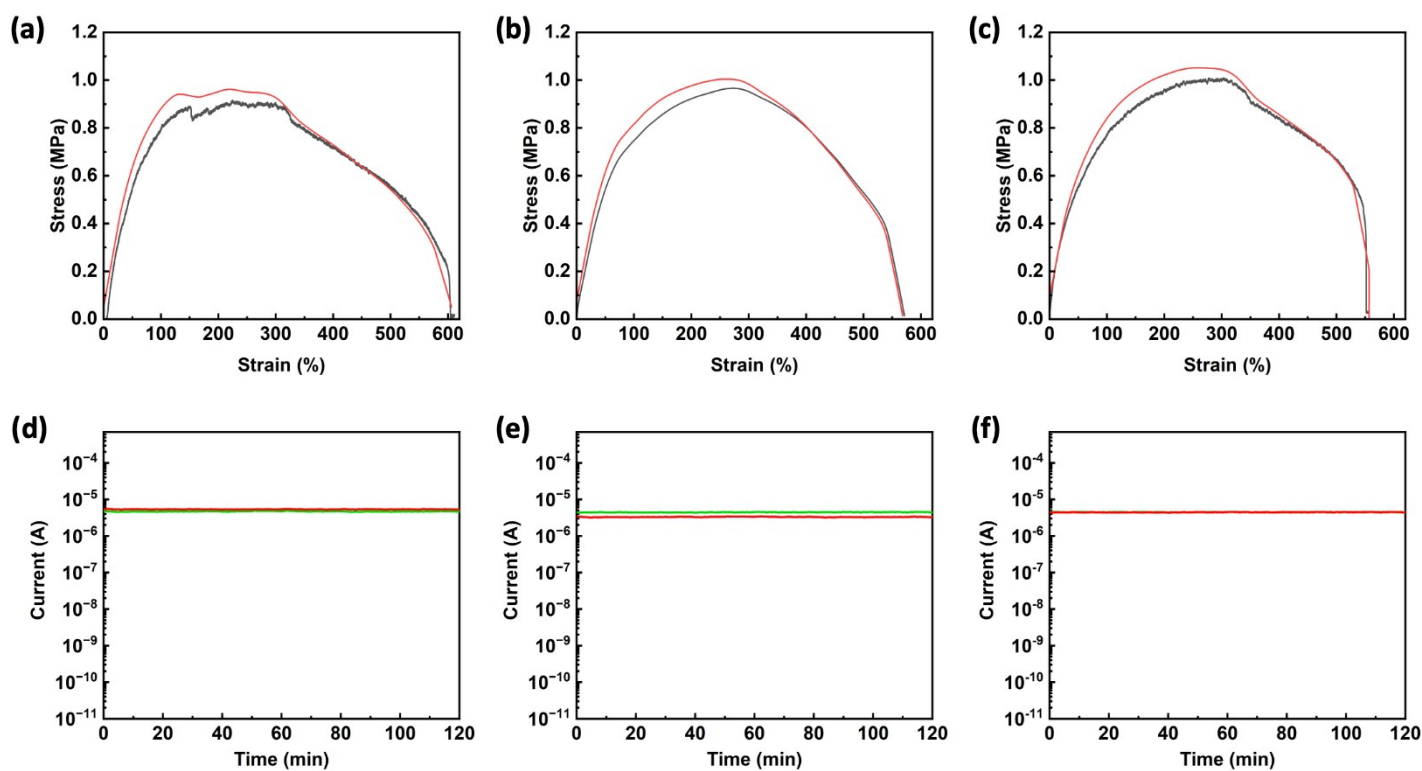 (a)
1.2
1.0
0.8
0.6
0.4
0.2
0.0
Stress (MPa)
0 100 200 300 400 500 600
Strain (%)
(b)
1.2
1.0
0.8
0.6
0.4
0.2
0.0
Stress (MPa)
0 100 200 300 400 500 600
Strain (%)
(c)
1.2
1.0
0.8
0.6
0.4
0.2
0.0
Stress (MPa)
0 100 200 300 400 500 600
Strain (%)
(d)
10⁻⁴
10⁻⁵
10⁻⁶
10⁻⁷
10⁻⁸
10⁻⁹
10⁻¹⁰
10⁻¹¹
Current (A)
0 20 40 60 80 100 120
Time (min)
(e)
10⁻⁴
10⁻⁵
10⁻⁶
10⁻⁷
10⁻⁸
10⁻⁹
10⁻¹⁰
10⁻¹¹
Current (A)
0 20 40 60 80 100 120
Time (min)
(f)
10⁻⁴
10⁻⁵
10⁻⁶
10⁻⁷
10⁻⁸
10⁻⁹
10⁻¹⁰
10⁻¹¹
Current (A)
0 20 40 60 80 100 120
Time (min)